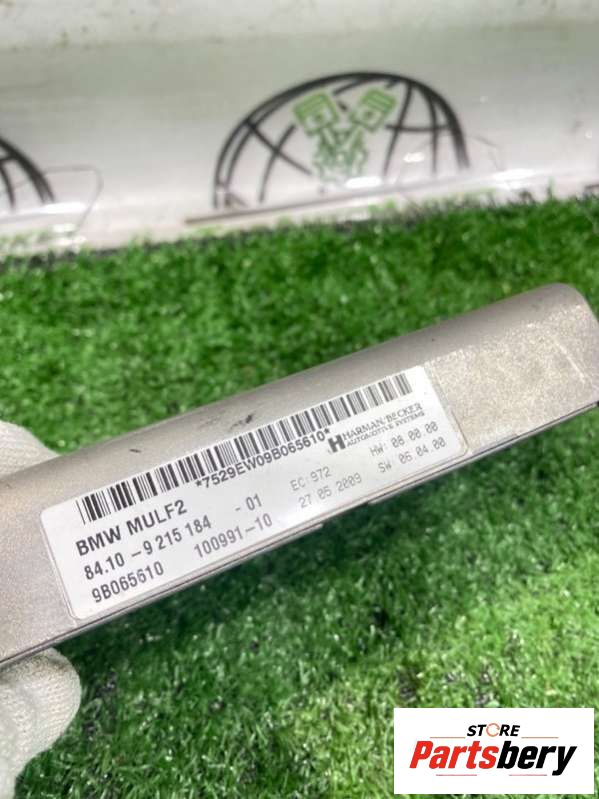 *7529EW09B065610*
HARMAN/BECKER
AUTOMOTIVE SYSTEMS
BMW MULF2
84.10 - 9 215 184 - 01
EC: 972
HW: 08.00.00
9B065610 100991-10
27 05 2009
SW: 06.04.00
STORE
Partsbery